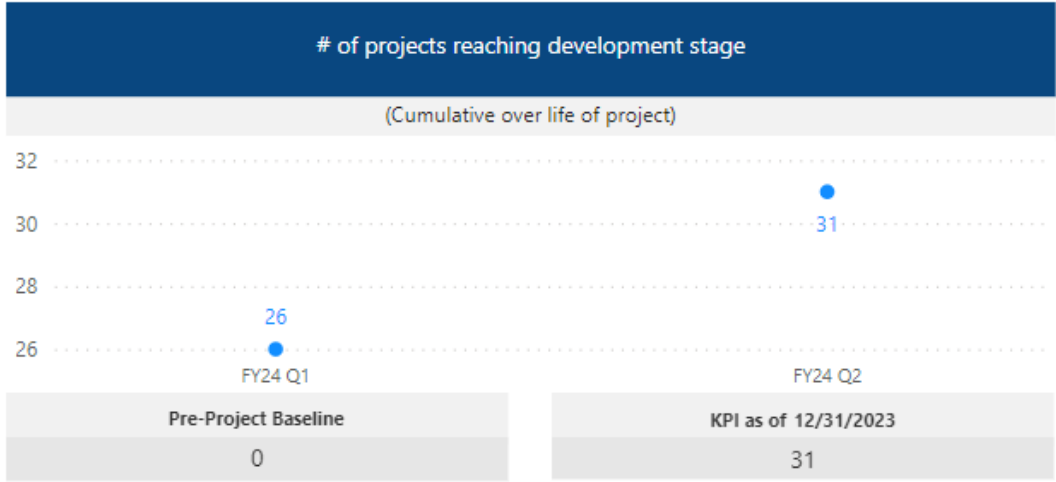 # of projects reaching development stage
(Cumulative over life of project)
32
30
28
26
26
31
FY24 Q1
FY24 Q2
Pre-Project Baseline
0
KPI as of 12/31/2023
31